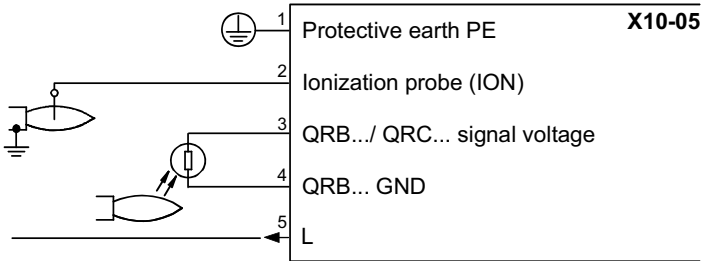 1 Protective earth PE X10-05
2 Ionization probe (ION)
3 QRB.../ QRC... signal voltage
4 QRB... GND
5 L